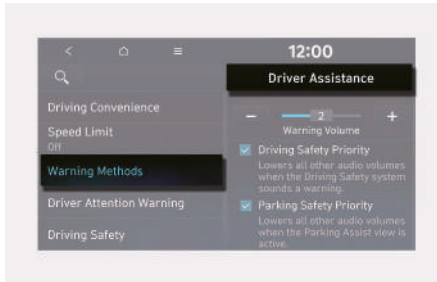 12:00
Driver Assistance
Driving Convenience
Speed Limit
Off
Warning Methods
Driver Attention Warning
Driving Safety
− 2 +
Warning Volume
Driving Safety Priority
Lowers all other audio volumes
when the Driving Safety system
sounds a warning.
Parking Safety Priority
Lowers all other audio volumes
when the Parking Assist view is
active.